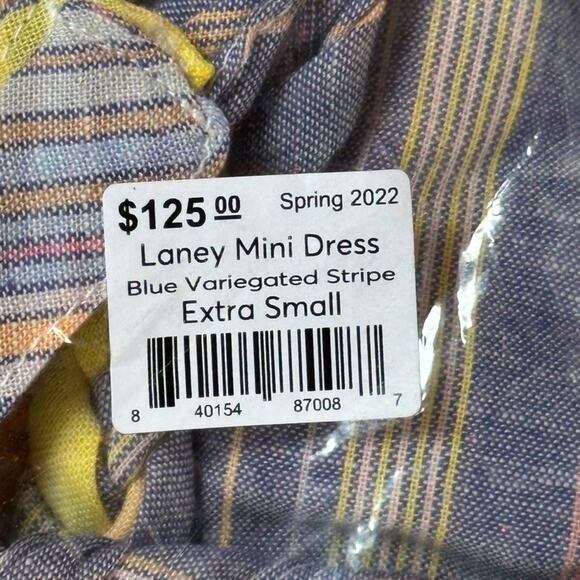 $125 00 Spring 2022
Laney Mini Dress
Blue Variegated Stripe
Extra Small
8 40154 87008 7